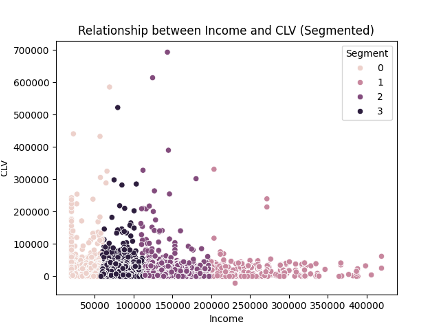 Relationship between Income and CLV (Segmented)
Segment
0
1
2
3
CLV
700000
600000
500000
400000
300000
200000
100000
0
50000 100000 150000 200000 250000 300000 350000 400000
Income